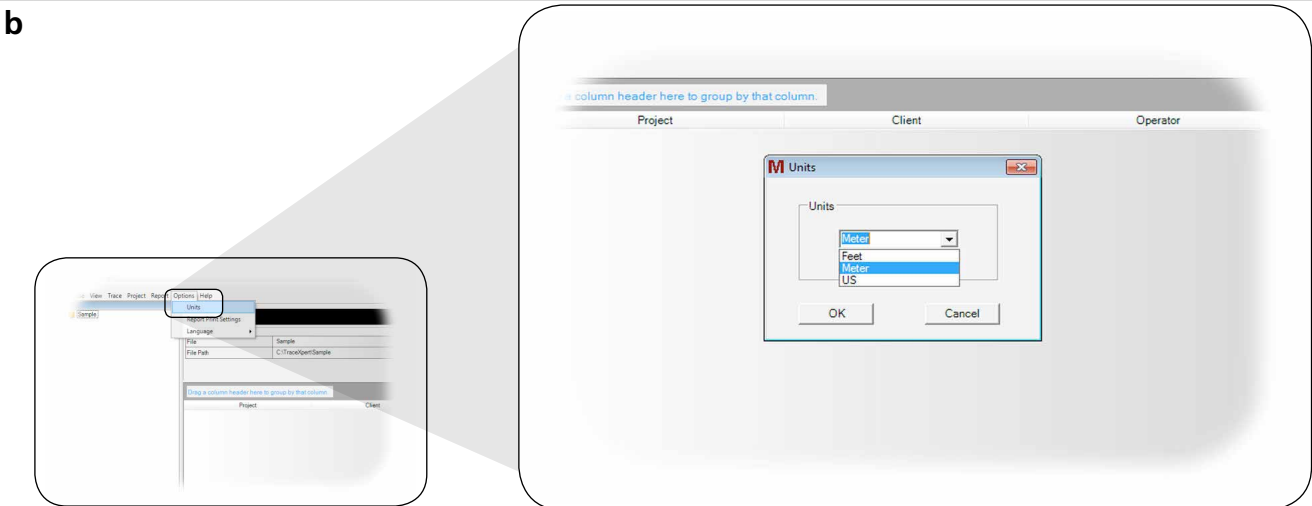 b
column header here to group by that column.
Project Client Operator
M Units
Units
Meter
Feet
Meter
US
OK Cancel
View Trace Project Report Options Help
Sample
Units
Report Print Settings
Language
File Sample
File Path C:\TraceXpert\Sample
Drag a column header here to group by that column.
Project Client